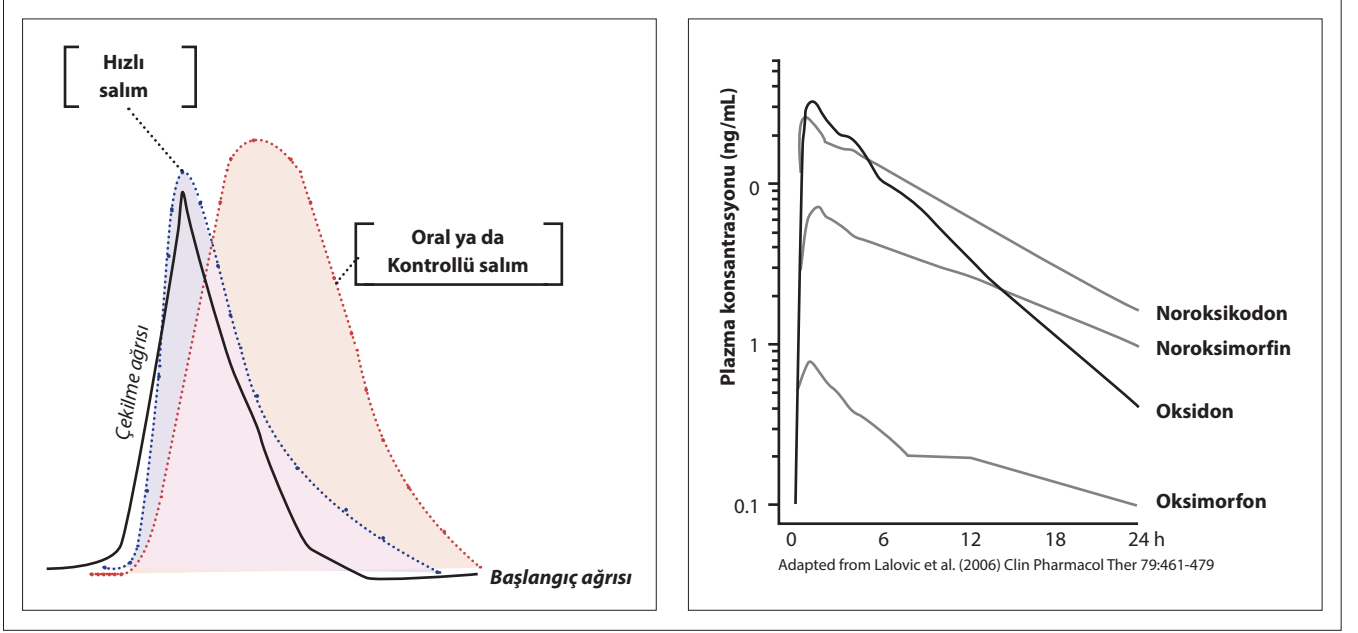 Hızlı
salım
Oral ya da
Kontrollü salım
Çekilme ağrısı
Başlangıç ağrısı
Plazma konsantrasyonu (ng/mL)
0
1
0.1
0
6
12
18
24 h
Noroksikodon
Noroksimorfin
Oksidon
Oksimorfon
Adapted from Lalovic et al. (2006) Clin Pharmacol Ther 79:461-479